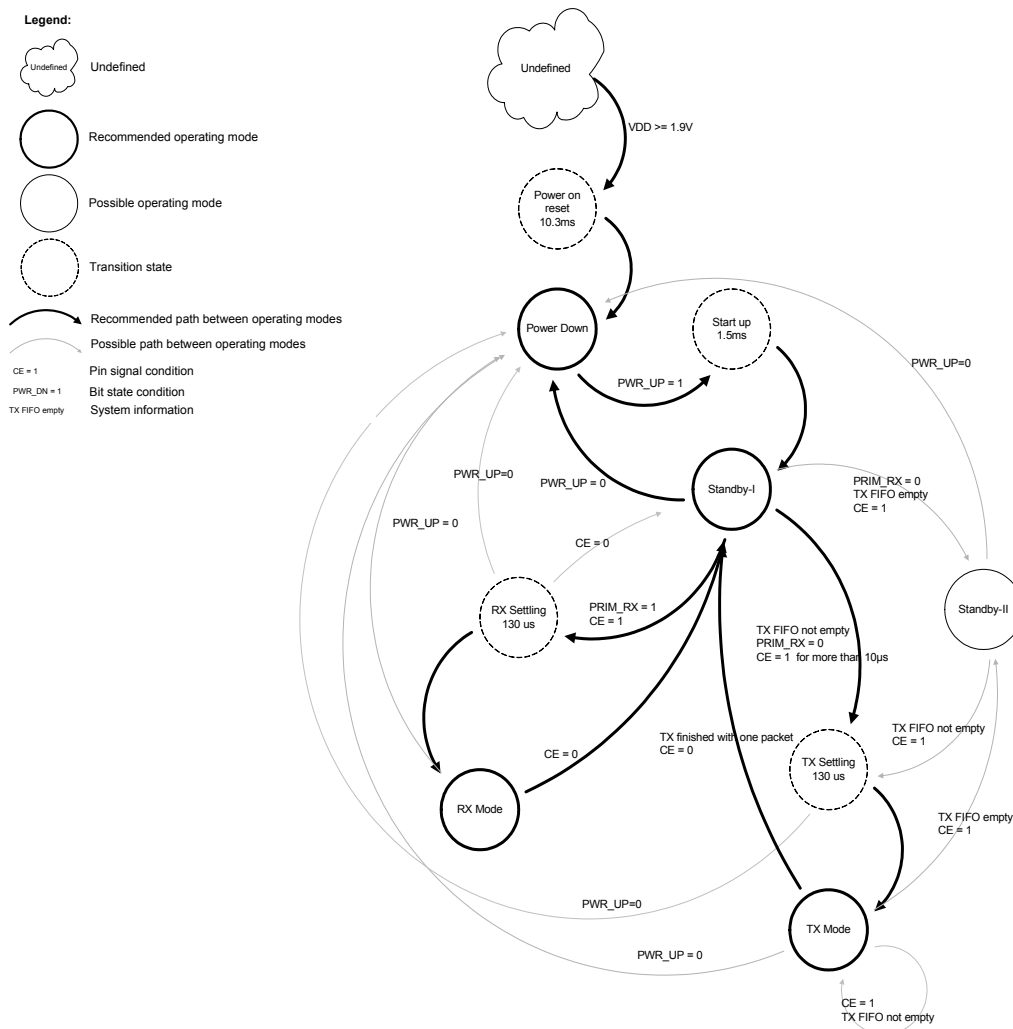 Legend:
Undefined
Undefined
Recommended operating mode
Possible operating mode
Transition state
Recommended path between operating modes
Possible path between operating modes
CE = 1
Pin signal condition
PWR_DN = 1
Bit state condition
TX FIFO empty
System information
Undefined
VDD >= 1.9V
Power on
reset
10.3ms
Power Down
Start up
1.5ms
PWR_UP = 1
PWR_UP=0
PWR_UP=0
PWR_UP = 0
Standby-I
PRIM_RX = 0
TX FIFO empty
CE = 1
PWR_UP = 0
CE = 0
RX Settling
130 us
PRIM_RX = 1
CE = 1
Standby-II
TX FIFO not empty
PRIM_RX = 0
CE = 1 for more than 10µs
TX FIFO not empty
CE = 1
TX finished with one packet
CE = 0
CE = 0
TX Settling
130 us
RX Mode
TX FIFO empty
CE = 1
PWR_UP=0
TX Mode
PWR_UP = 0
CE = 1
TX FIFO not empty